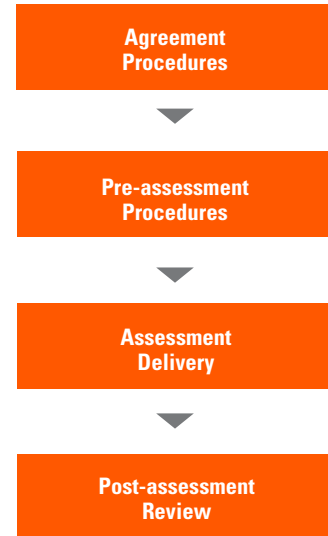 Agreement
Procedures
Pre-assessment
Procedures
Assessment
Delivery
Post-assessment
Review